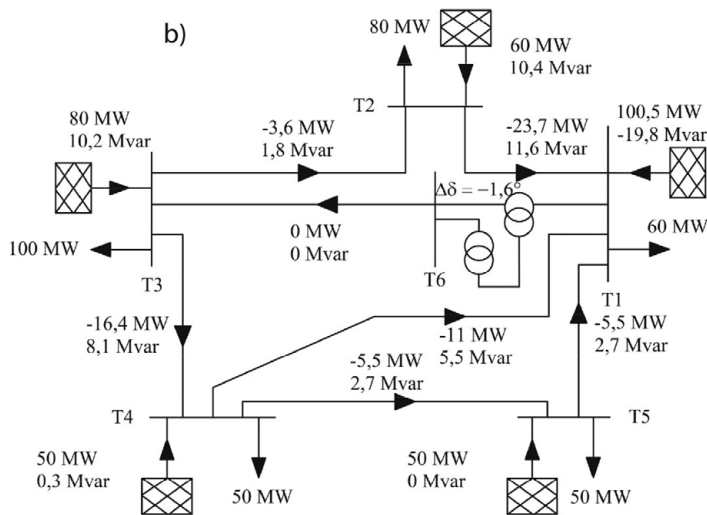 b)
80 MW
60 MW
10,4 Mvar
T2
80 MW
10,2 Mvar
-3,6 MW
1,8 Mvar
-23,7 MW
11,6 Mvar
100,5 MW
-19,8 Mvar
Δδ = −1,6°
0 MW
0 Mvar
60 MW
100 MW
T3
T6
T1
-16,4 MW
8,1 Mvar
-11 MW
5,5 Mvar
-5,5 MW
2,7 Mvar
-5,5 MW
2,7 Mvar
T4
T5
50 MW
0,3 Mvar
50 MW
50 MW
0 Mvar
50 MW